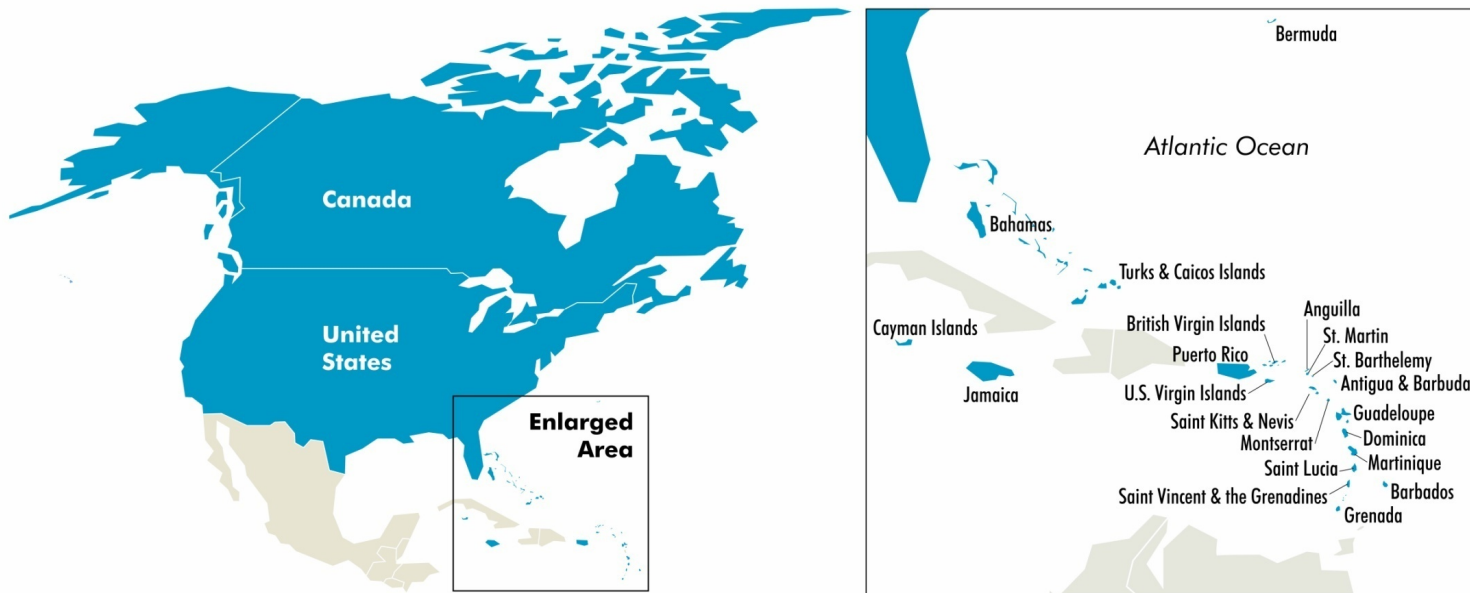 Canada
United
States
Enlarged
Area
Bermuda
Atlantic Ocean
Bahamas
Turks & Caicos Islands
Cayman Islands
Jamaica
British Virgin Islands
Puerto Rico
U.S. Virgin Islands
Anguilla
St. Martin
St. Barthelemy
Antigua & Barbuda
Saint Kitts & Nevis
Guadeloupe
Montserrat
Dominica
Saint Lucia
Martinique
Saint Vincent & the Grenadines
Barbados
Grenada